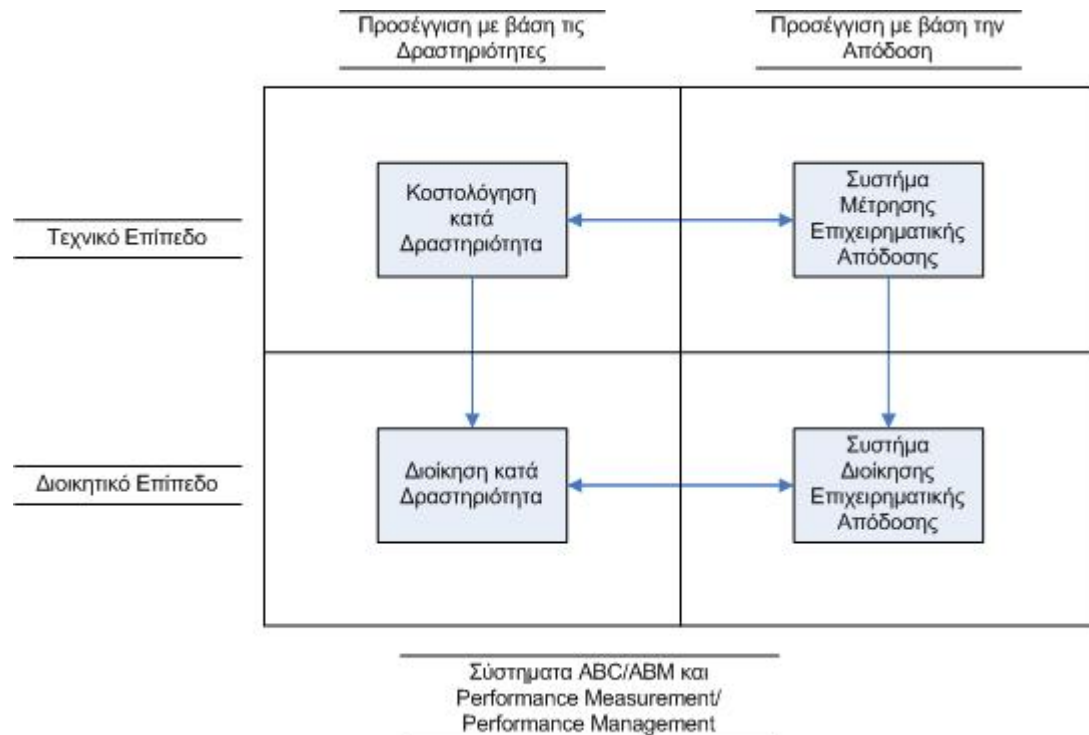 Προσέγγιση με βάση τις
Δραστηριότητες
Προσέγγιση με βάση την
Απόδοση
Τεχνικό Επίπεδο
Κοστολόγηση
κατά
Δραστηριότητα
Συστήμα
Μέτρησης
Επιχειρηματικής
Απόδοσης
Διοικητικό Επίπεδο
Διοίκηση κατά
Δραστηριότητα
Συστήμα
Διοίκησης
Επιχειρηματικής
Απόδοσης
Σύστηματα ABC/ABM και
Performance Measurement/
Performance Management